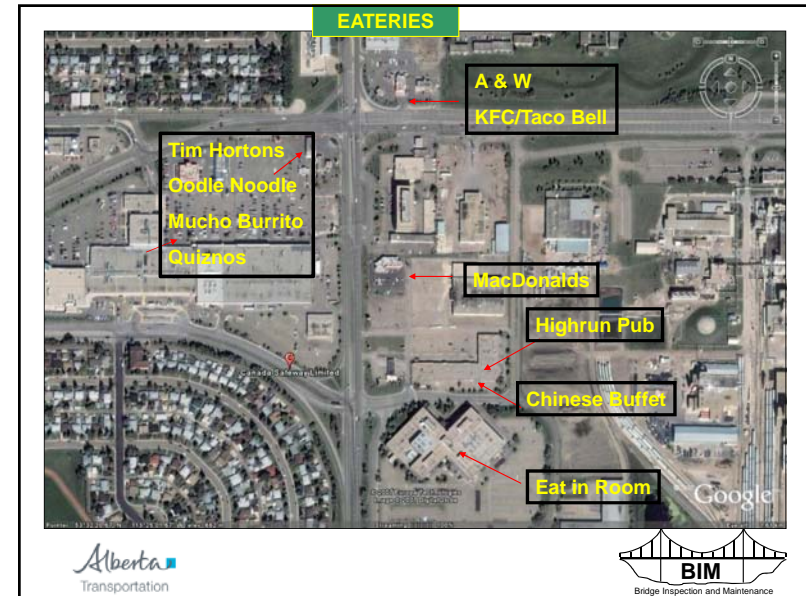 EATERIES
A & W
KFC/Taco Bell
Tim Hortons
Oodle Noodle
Mucho Burrito
Quiznos
MacDonalds
Highrun Pub
Canada Safeway Limited
Chinese Buffet
Eat in Room
Google
Alberta
Transportation
BIM
Bridge Inspection and Maintenance